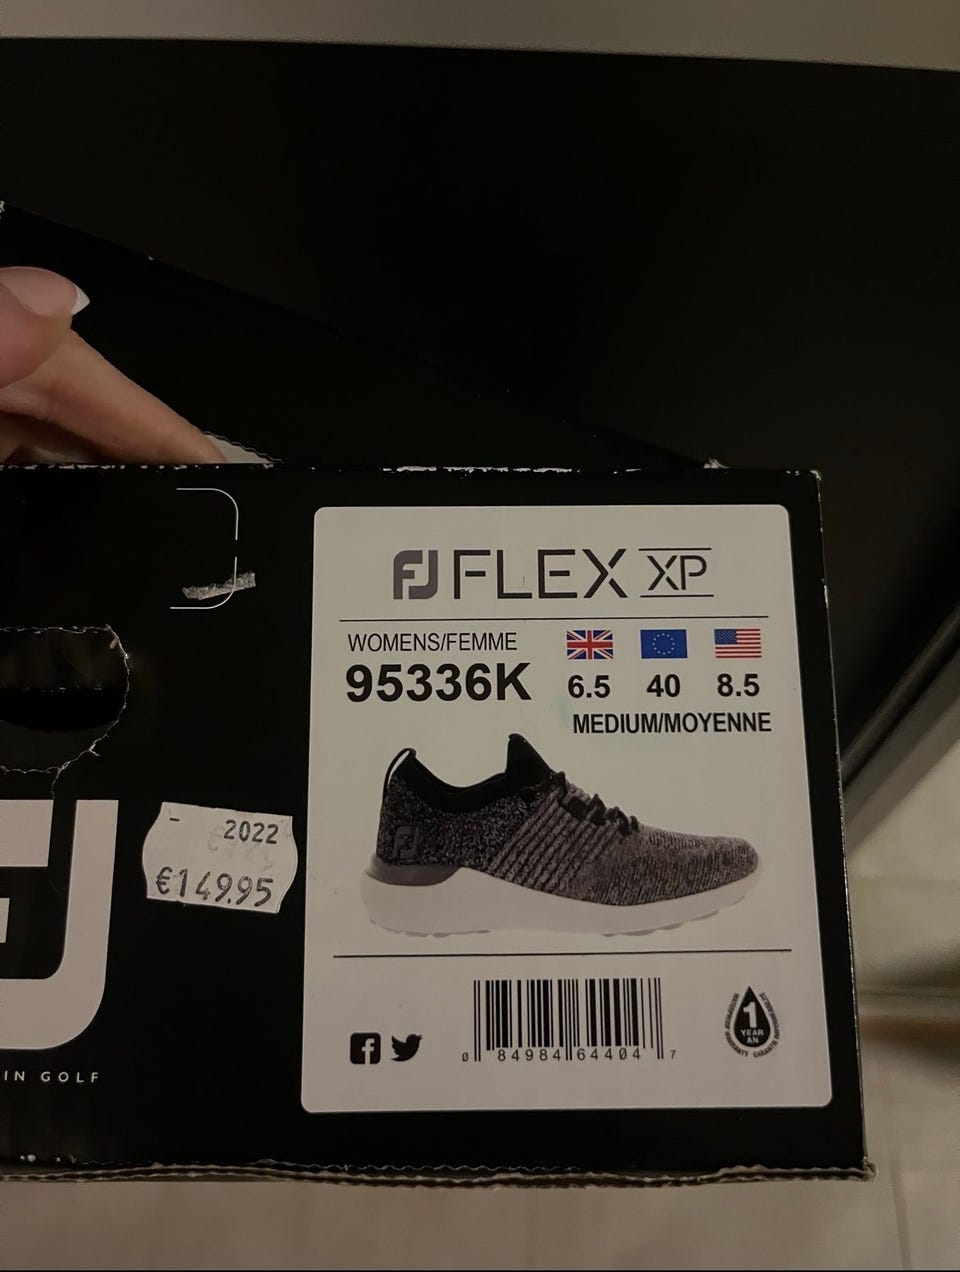 FJ FLEX XP
WOMENS/FEMME
95336K
6.5 40 8.5
MEDIUM/MOYENNE
FJ
- 2022
€149.95
IN GOLF
0 84984 64404 7
1
YEAR
AN